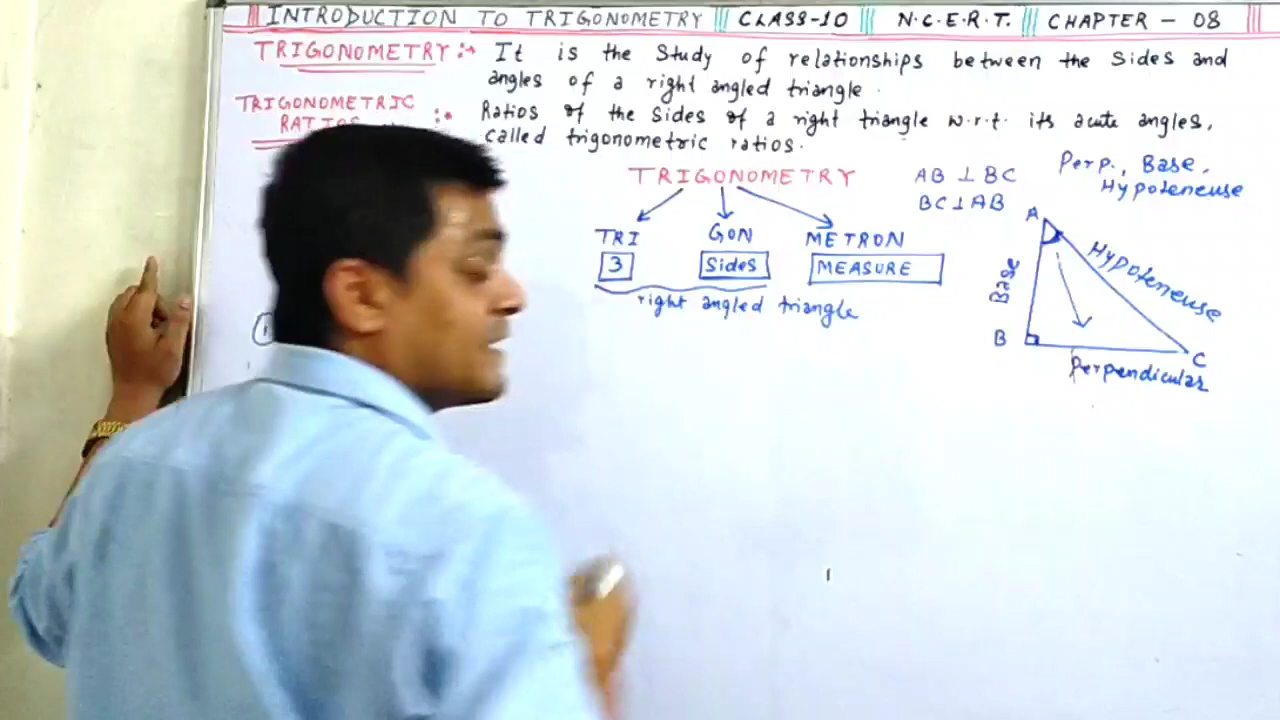 INTRODUCTION TO TRIGONOMETRY ||| CLASS-10 ||| N.C.E.R.T. ||| CHAPTER - 08
TRIGONOMETRY :→ It is the Study of relationships between the Sides and
angles of a right angled triangle.
TRIGONOMETRIC RATIOS :→ Ratios of the Sides of a right triangle w.r.t. its acute angles,
called trigonometric ratios.
TRIGONOMETRY
TRI GON METRON
3 Sides MEASURE
right angled triangle
AB ⊥ BC
BC ⊥ AB
Perp., Base,
Hypoteneuse
A
Base
Hypoteneuse
B
C
Perpendicular